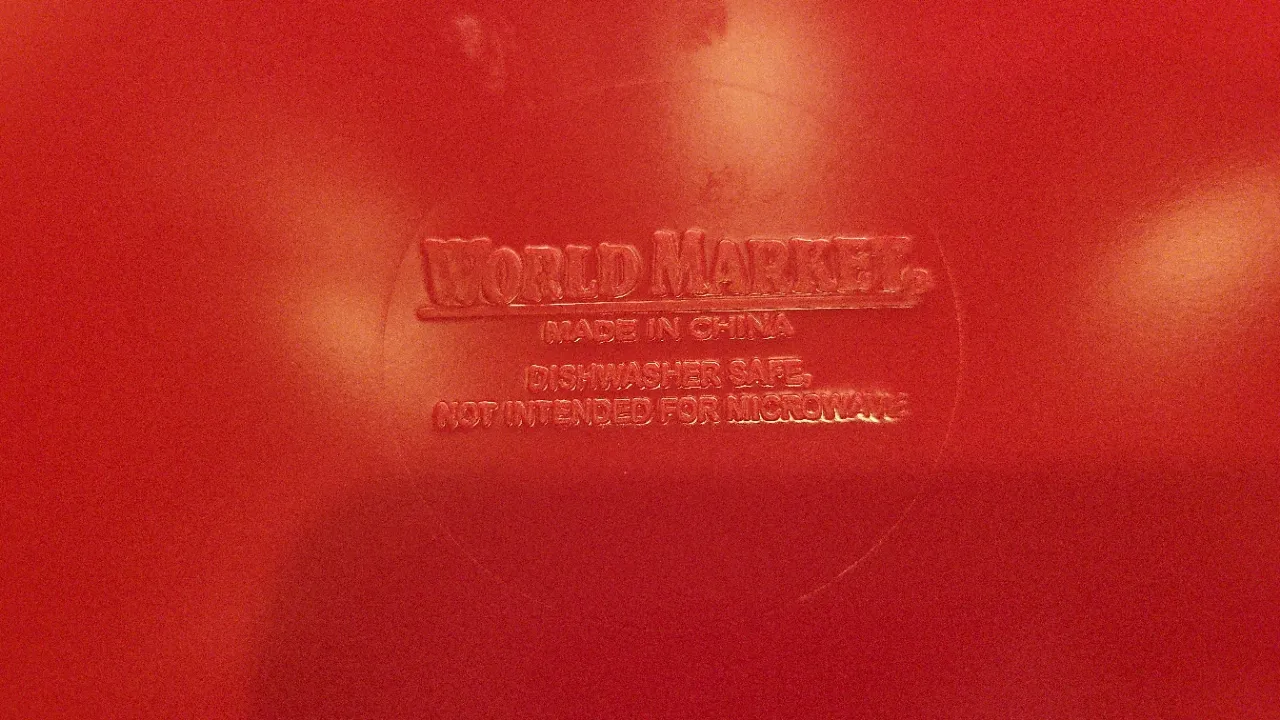 WORLD MARKET.
MADE IN CHINA
DISHWASHER SAFE,
NOT INTENDED FOR MICROWAVE